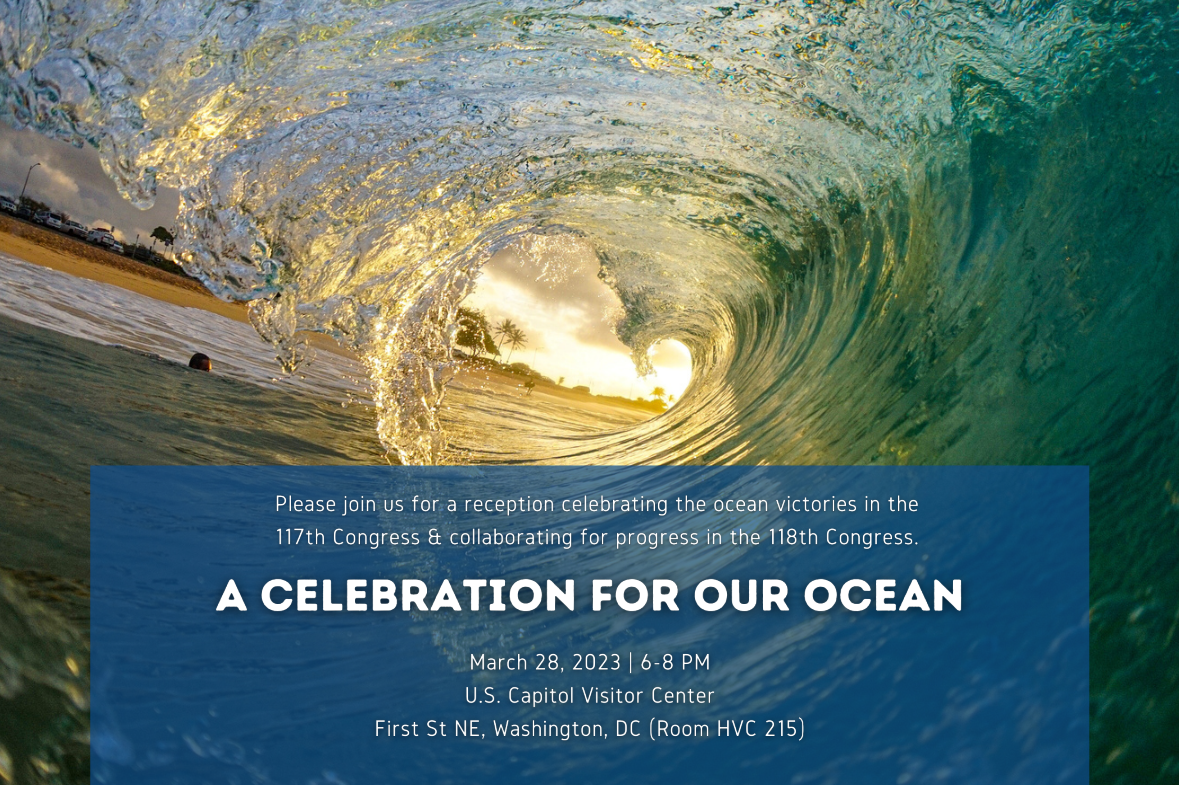 Please join us for a reception celebrating the ocean victories in the
117th Congress & collaborating for progress in the 118th Congress.
A CELEBRATION FOR OUR OCEAN
March 28, 2023 | 6-8 PM
U.S. Capitol Visitor Center
First St NE, Washington, DC (Room HVC 215)